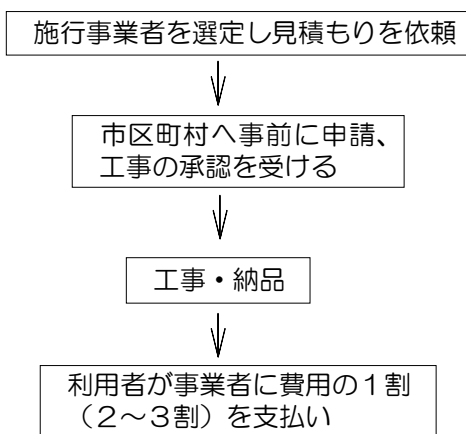 施行事業者を選定し見積もりを依頼
市区町村へ事前に申請、
工事の承認を受ける
工事・納品
利用者が事業者に費用の1割
（2～3割）を支払い